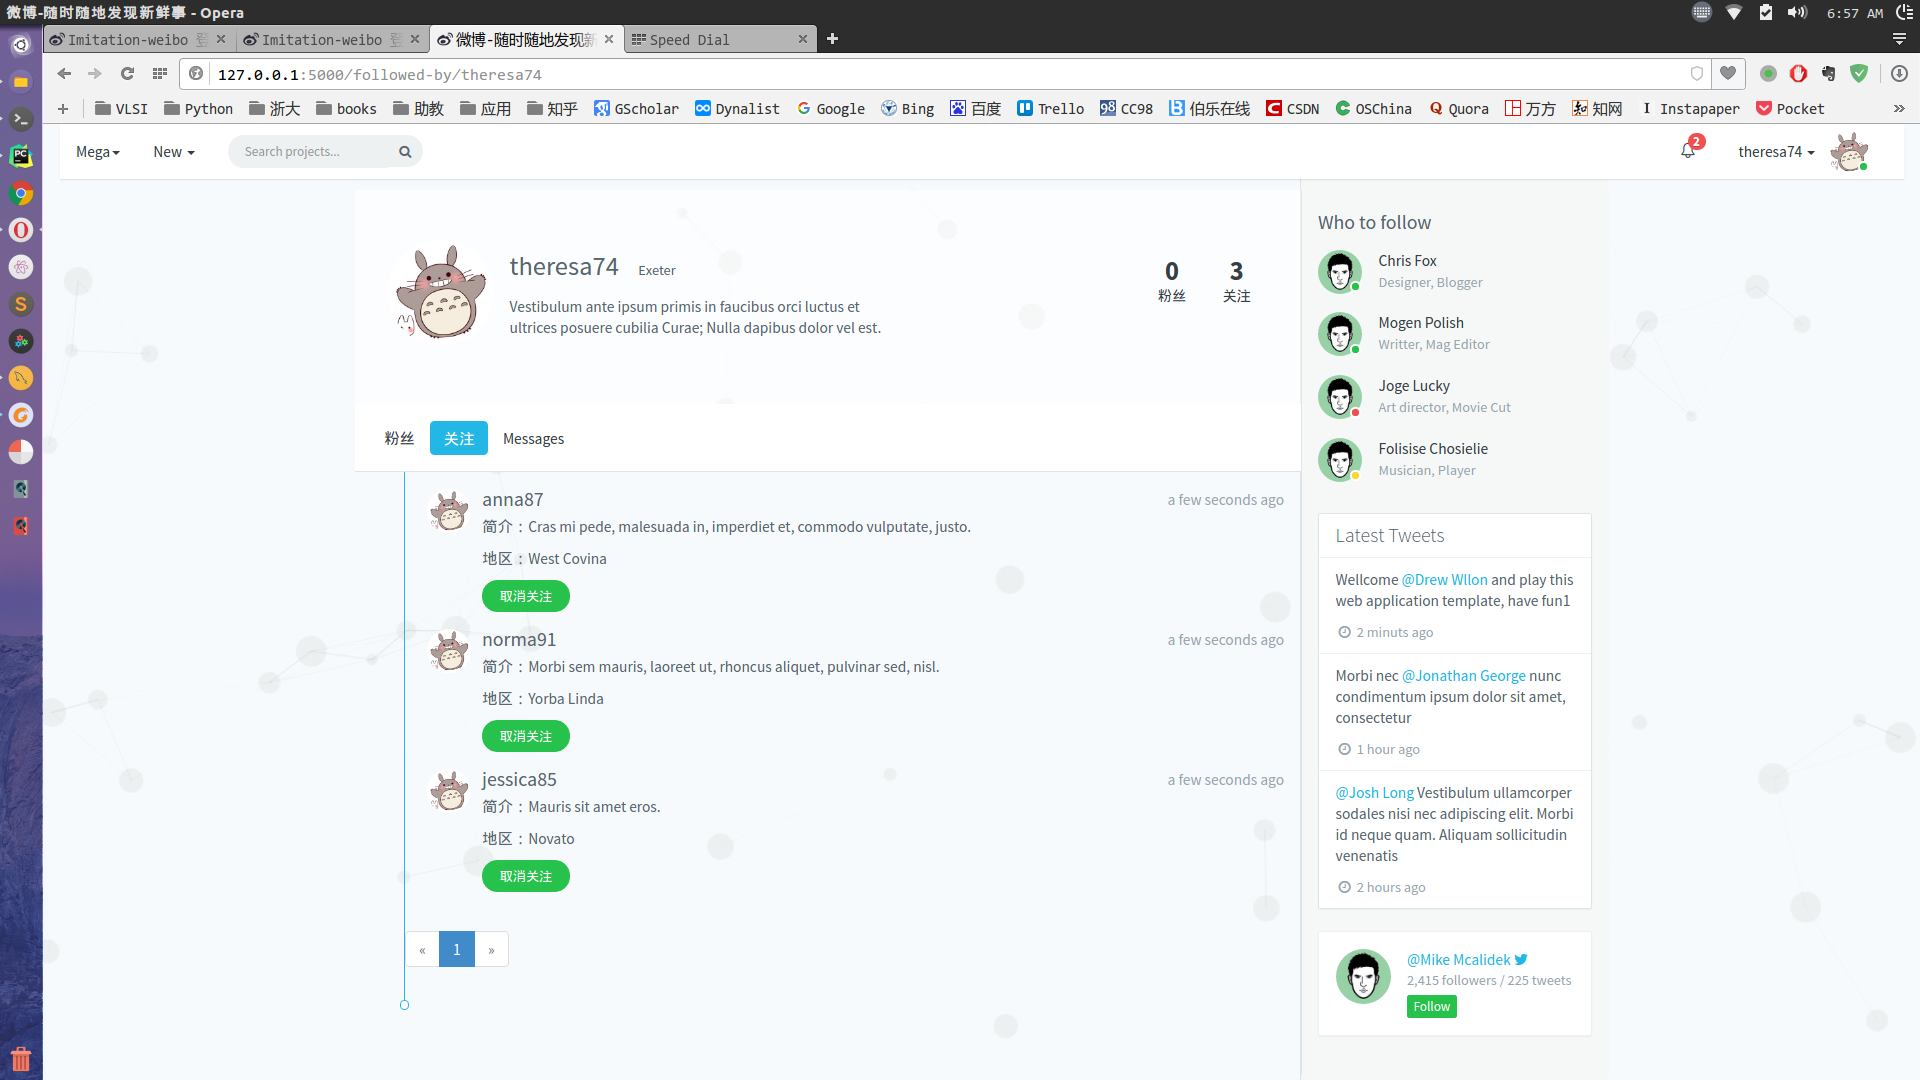 微博-随时随地发现新鲜事 - Opera
6:57 AM
Imitation-weibo
Imitation-weibo
微博-随时随地发现新
Speed Dial
127.0.0.1:5000/followed-by/theresa74
VLSI
Python
浙大
books
助教
应用
知乎
GScholar
Dynalist
Google
Bing
百度
Trello
CC98
伯乐在线
CSDN
OSChina
Quora
万方
知网
Instapaper
Pocket
Mega
New
Search projects...
2
theresa74
theresa74
Exeter
Vestibulum ante ipsum primis in faucibus orci luctus et
ultrices posuere cubilia Curae; Nulla dapibus dolor vel est.
0
粉丝
3
关注
粉丝
关注
Messages
anna87
a few seconds ago
简介：Cras mi pede, malesuada in, imperdiet et, commodo vulputate, justo.
地区：West Covina
取消关注
norma91
a few seconds ago
简介：Morbi sem mauris, laoreet ut, rhoncus aliquet, pulvinar sed, nisl.
地区：Yorba Linda
取消关注
jessica85
a few seconds ago
简介：Mauris sit amet eros.
地区：Novato
取消关注
« 1 »
Who to follow
Chris Fox
Designer, Blogger
Mogen Polish
Writter, Mag Editor
Joge Lucky
Art director, Movie Cut
Folisise Chosielie
Musician, Player
Latest Tweets
Wellcome @Drew Wllon and play this
web application template, have fun1
2 minuts ago
Morbi nec @Jonathan George nunc
condimentum ipsum dolor sit amet,
consectetur
1 hour ago
@Josh Long Vestibulum ullamcorper
sodales nisi nec adipiscing elit. Morbi
id neque quam. Aliquam sollicitudin
venenatis
2 hours ago
@Mike Mcalidek
2,415 followers / 225 tweets
Follow